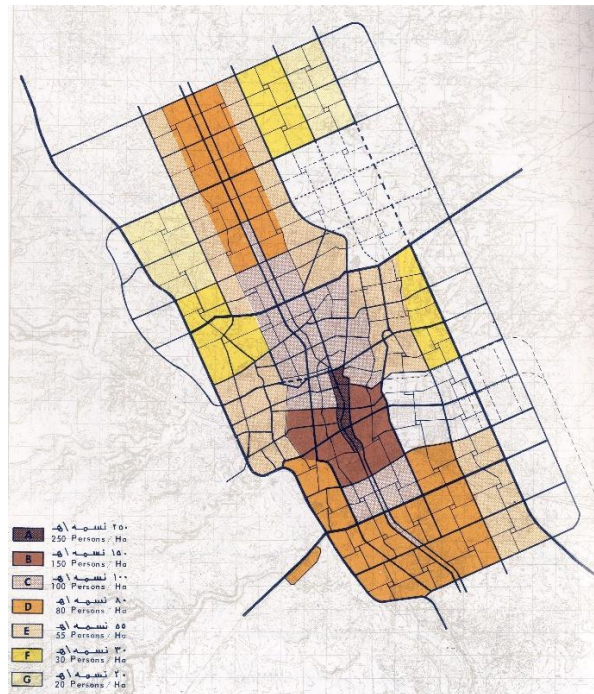 A ٢٥٠ نسمه /هـ
250 Persons / Ha
B ١٥٠ نسمه /هـ
150 Persons / Ha
C ١٠٠ نسمه /هـ
100 Persons / Ha
D ٨٠ نسمه /هـ
80 Persons / Ha
E ٥٥ نسمه /هـ
55 Persons / Ha
F ٣٠ نسمه /هـ
30 Persons / Ha
G ٢٠ نسمه /هـ
20 Persons / Ha